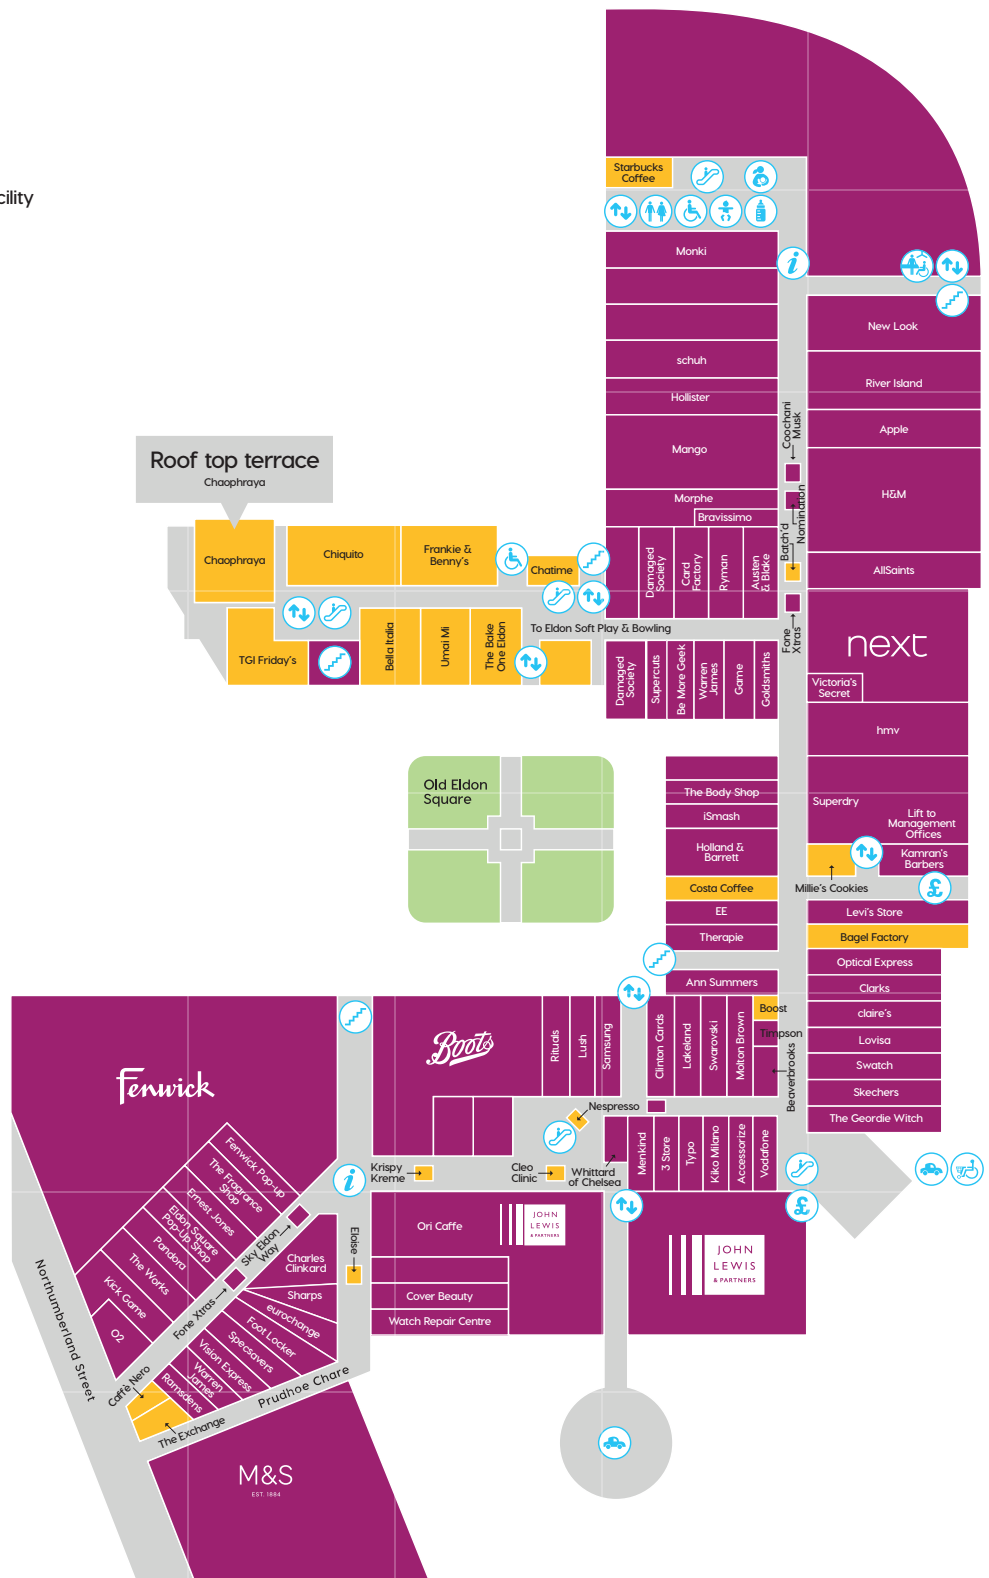 cility
Starbucks
Coffee
Monki
New Look
River Island
schuh
Hollister
Apple
Coochani
Musk
Mango
H&M
Roof top terrace
Chaophraya
Morphe
Nomination
Bravissimo
Batch'd
AllSaints
Chaophraya
Chiquito
Frankie &
Benny's
Chatime
Damaged
Society
Card
Factory
Ryman
Austen
& Blake
To Eldon Soft Play & Bowling
Fone
Xtras
next
TGI Friday's
Bella Italia
Umai Mi
The Bake
One Eldon
Damaged
Society
Supercuts
Be More Geek
Warren
James
Game
Goldsmiths
Victoria's
Secret
hmv
Old Eldon
Square
The Body Shop
iSmash
Superdry
Lift to
Management
Offices
Holland &
Barrett
Kamran's
Barbers
Costa Coffee
Millie's Cookies
EE
Levi's Store
Therapie
Bagel Factory
Optical Express
Ann Summers
Clarks
claire's
Lovisa
Swatch
Skechers
The Geordie Witch
Boost
Timpson
Beaverbrooks
Fenwick
Boots
Rituals
Lush
Samsung
Clinton Cards
Lakeland
Swarovski
Molton Brown
Nespresso
Krispy
Kreme
Cleo
Clinic
Whittard
of Chelsea
Menkind
3 Store
Typo
Kiko Milano
Accessorize
Vodafone
Fenwick Pop-up
The Fragrance
Shop
Ernest Jones
Eldon Square
Pop-Up Shop
Pandora
The Works
Kick Game
O2
Sky Eldon
Way
Fone Xtras
Eloise
Ori Caffe
JOHN
LEWIS
& PARTNERS
JOHN
LEWIS
& PARTNERS
Charles
Clinkard
Sharps
eurochange
Foot Locker
Specsavers
Vision Express
Warren
James
Ramsdens
Cover Beauty
Watch Repair Centre
Northumberland Street
Caffè Nero
The Exchange
Prudhoe Chare
M&S
EST. 1884